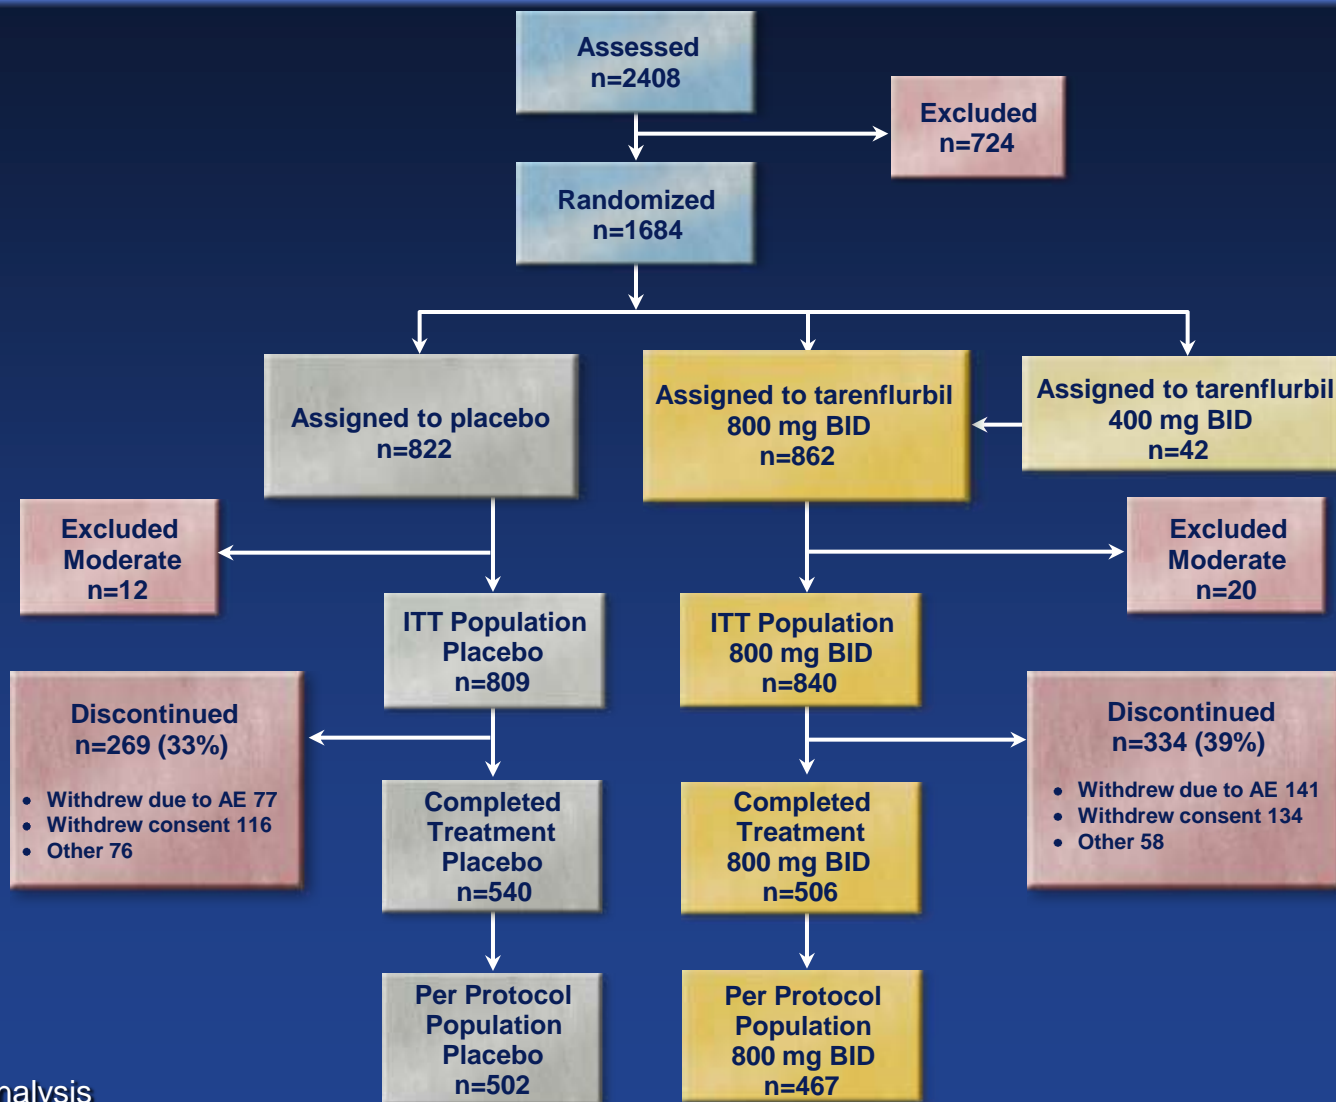 Assessed
n=2408
Excluded
n=724
Randomized
n=1684
Assigned to placebo
n=822
Assigned to tarenflurbil
800 mg BID
n=862
Assigned to tarenflurbil
400 mg BID
n=42
Excluded
Moderate
n=12
Excluded
Moderate
n=20
ITT Population
Placebo
n=809
ITT Population
800 mg BID
n=840
Discontinued
n=269 (33%)
• Withdrew due to AE 77
• Withdrew consent 116
• Other 76
Discontinued
n=334 (39%)
• Withdrew due to AE 141
• Withdrew consent 134
• Other 58
Completed
Treatment
Placebo
n=540
Completed
Treatment
800 mg BID
n=506
Per Protocol
Population
Placebo
n=502
Per Protocol
Population
800 mg BID
n=467